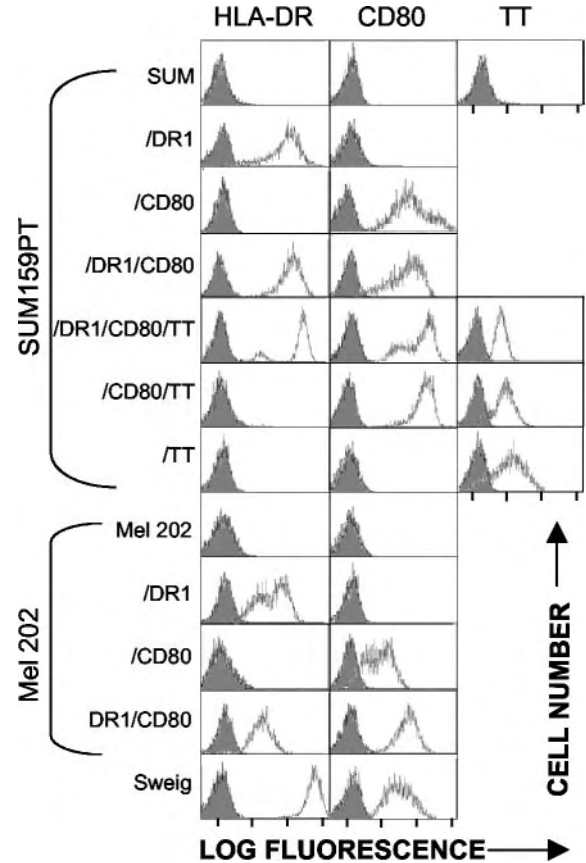 HLA-DR CD80 TT
SUM159PT
SUM
/DR1
/CD80
/DR1/CD80
/DR1/CD80/TT
/CD80/TT
/TT
Mel 202
Mel 202
/DR1
/CD80
DR1/CD80
Sweig
CELL NUMBER
LOG FLUORESCENCE